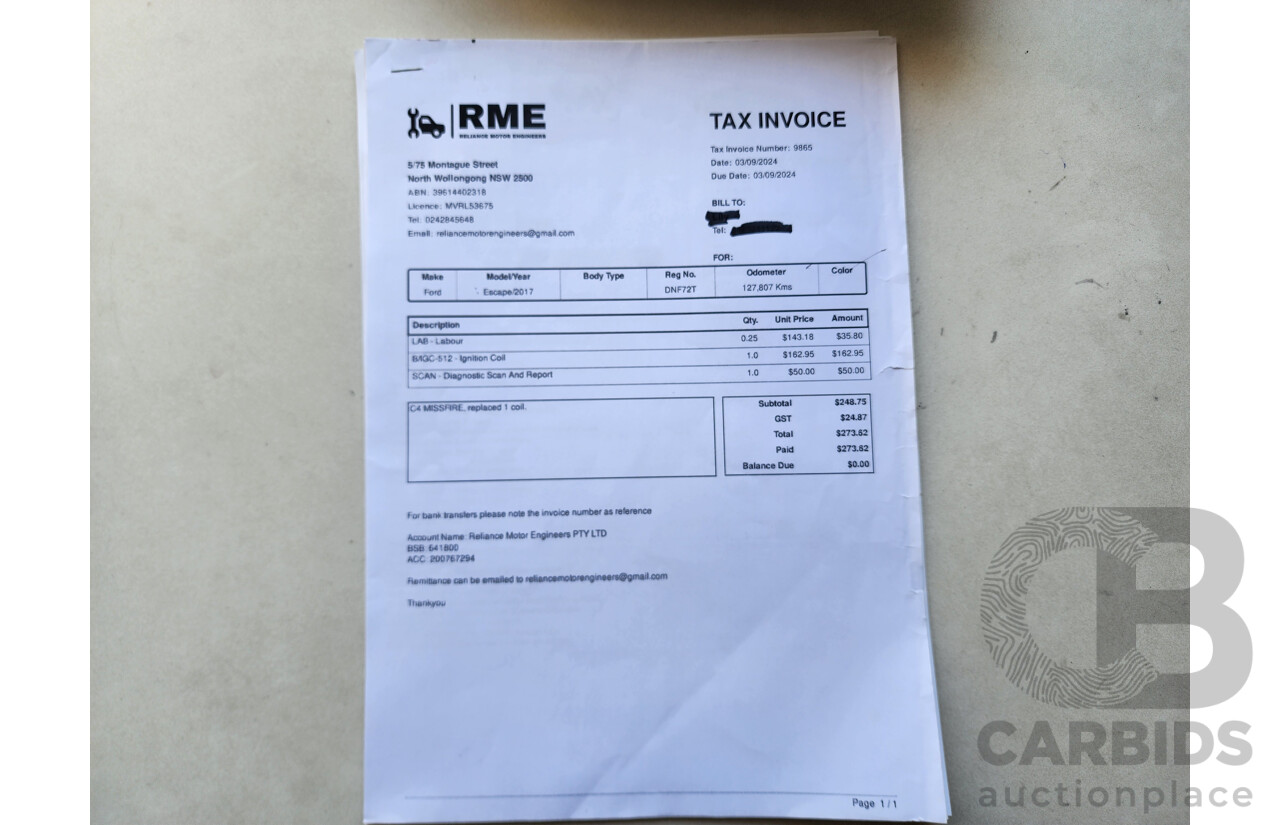 RME
RELIANCE MOTOR ENGINEERS
TAX INVOICE
5/75 Montague Street
North Wollongong NSW 2500
ABN: 39614402318
Licence: MVRL53675
Tel: 0242845648
Email: reliancemotorengineers@gmail.com
Tax Invoice Number: 9865
Date: 03/09/2024
Due Date: 03/09/2024
BILL TO:
Tel:
FOR:
Make Model/Year Body Type Reg No. Odometer Color
Ford Escape/2017 DNF72T 127,807 Kms
Description Qty. Unit Price Amount
LAB - Labour 0.25 $143.18 $35.80
BMGC-512 - Ignition Coil 1.0 $162.95 $162.95
SCAN - Diagnostic Scan And Report 1.0 $50.00 $50.00
C4 MISSFIRE, replaced 1 coil.
Subtotal $248.75
GST $24.87
Total $273.62
Paid $273.62
Balance Due $0.00
For bank transfers please note the invoice number as reference
Account Name: Reliance Motor Engineers PTY LTD
BSB: 641800
ACC: 200767294
Remittance can be emailed to reliancemotorengineers@gmail.com
Thankyou
Page 1 / 1
CB
CARBIDS
auctionplace